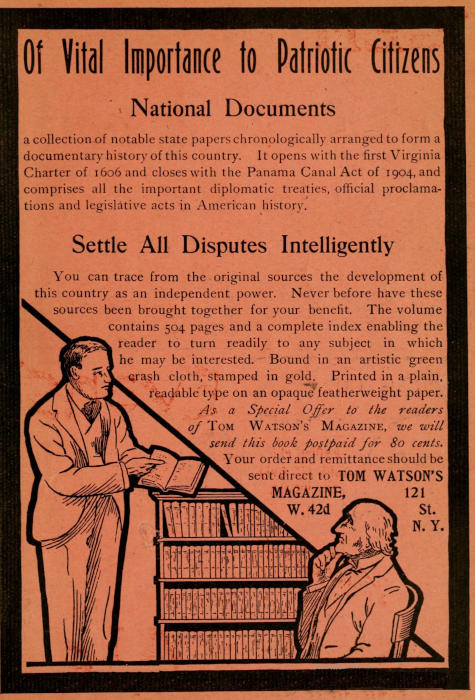 Of Vital Importance to Patriotic Citizens
National Documents
a collection of notable state papers chronologically arranged to form a
documentary history of this country. It opens with the first Virginia
Charter of 1606 and closes with the Panama Canal Act of 1904, and
comprises all the important diplomatic treaties, official proclama-
tions and legislative acts in American history.
Settle All Disputes Intelligently
You can trace from the original sources the development of
this country as an independent power. Never before have these
sources been brought together for your benefit. The volume
contains 504 pages and a complete index enabling the
reader to turn readily to any subject in which
he may be interested. Bound in an artistic green
crash cloth, stamped in gold. Printed in a plain,
readable type on an opaque featherweight paper.
As a Special Offer to the readers
of TOM WATSON'S MAGAZINE, we will
send this book postpaid for 80 cents.
Your order and remittance should be
sent direct to TOM WATSON'S
MAGAZINE, 121
W. 42d St.
N. Y.